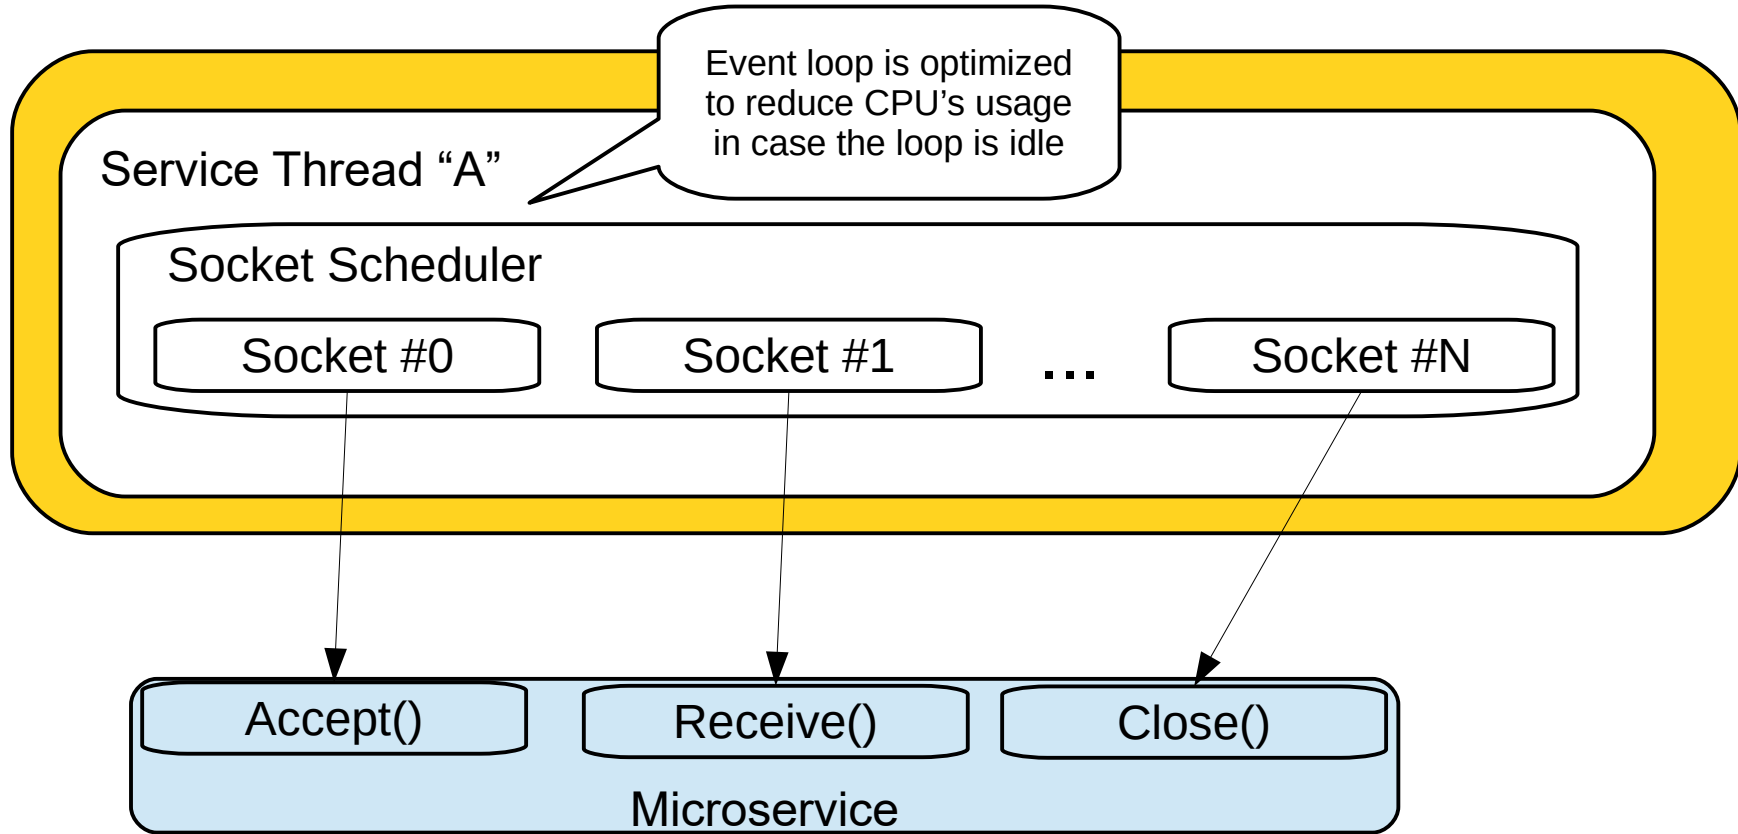 Event loop is optimized
to reduce CPU’s usage
in case the loop is idle
Service Thread “A”
Socket Scheduler
Socket #0
Socket #1
...
Socket #N
Accept()
Receive()
Close()
Microservice